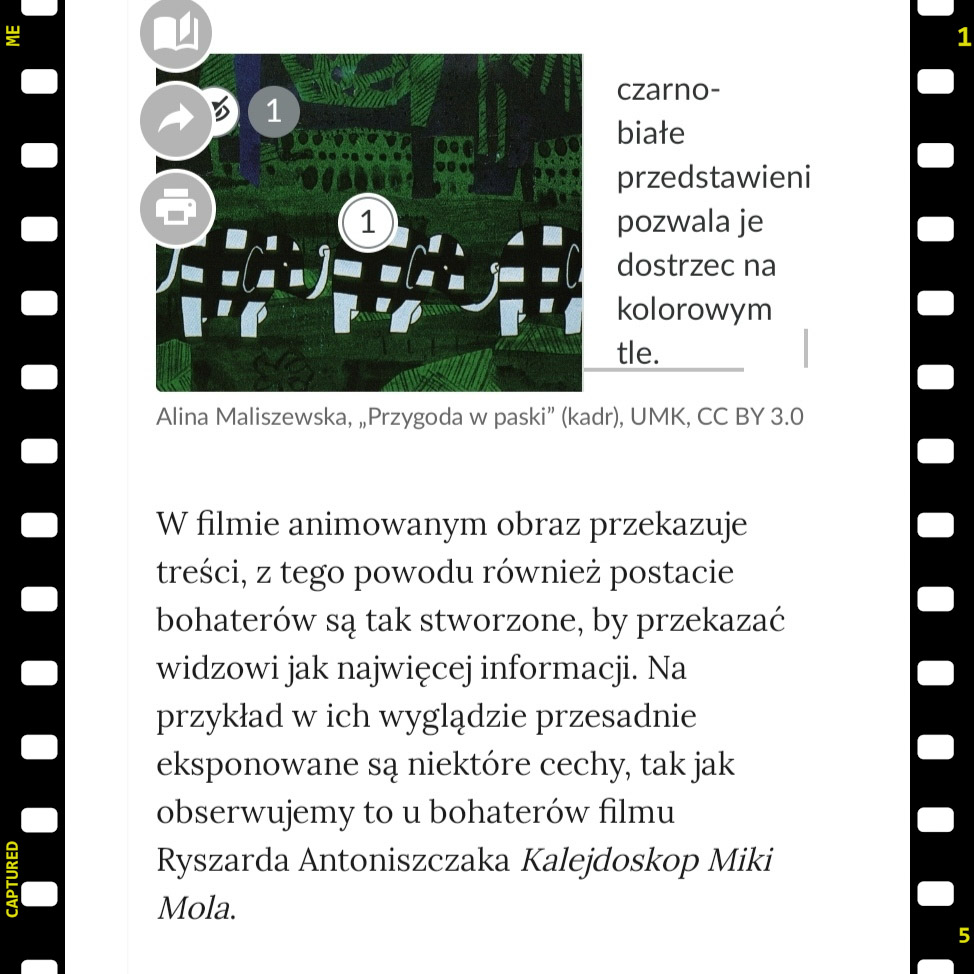 ME
1
1
1
czarno-
białe
przedstawieni
pozwala je
dostrzec na
kolorowym
tle.
Alina Maliszewska, „Przygoda w paski” (kadr), UMK, CC BY 3.0
W filmie animowanym obraz przekazuje
treści, z tego powodu również postacie
bohaterów są tak stworzone, by przekazać
widzowi jak najwięcej informacji. Na
przykład w ich wyglądzie przesadnie
eksponowane są niektóre cechy, tak jak
obserwujemy to u bohaterów filmu
Ryszarda Antoniszczaka Kalejdoskop Miki
Mola.
CAPTURED
5